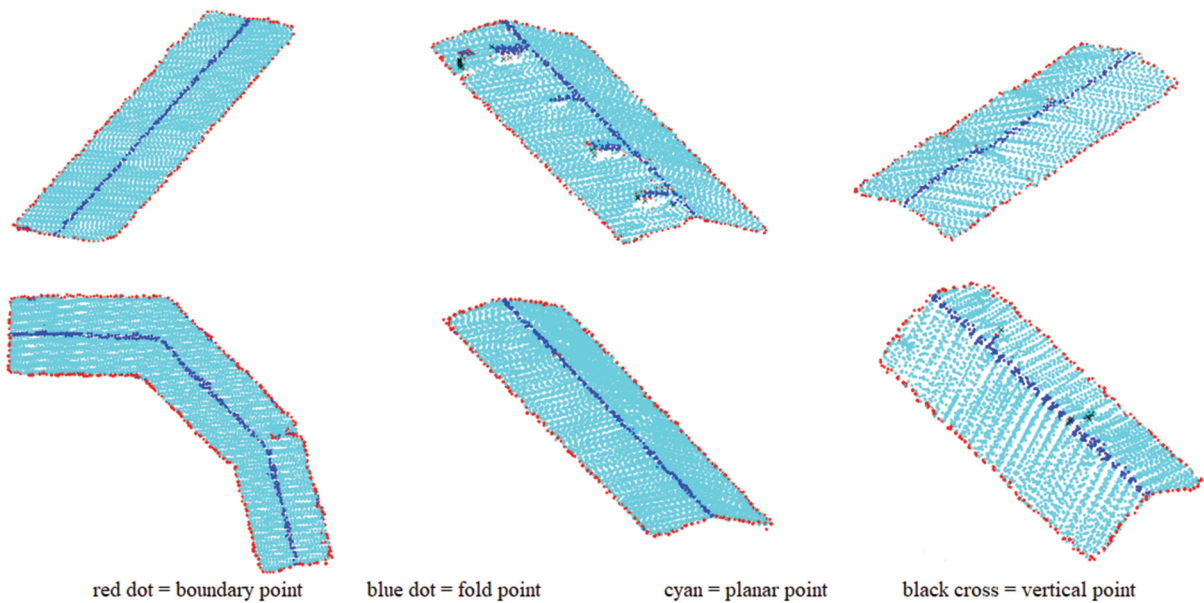 red dot = boundary point blue dot = fold point cyan = planar point black cross = vertical point